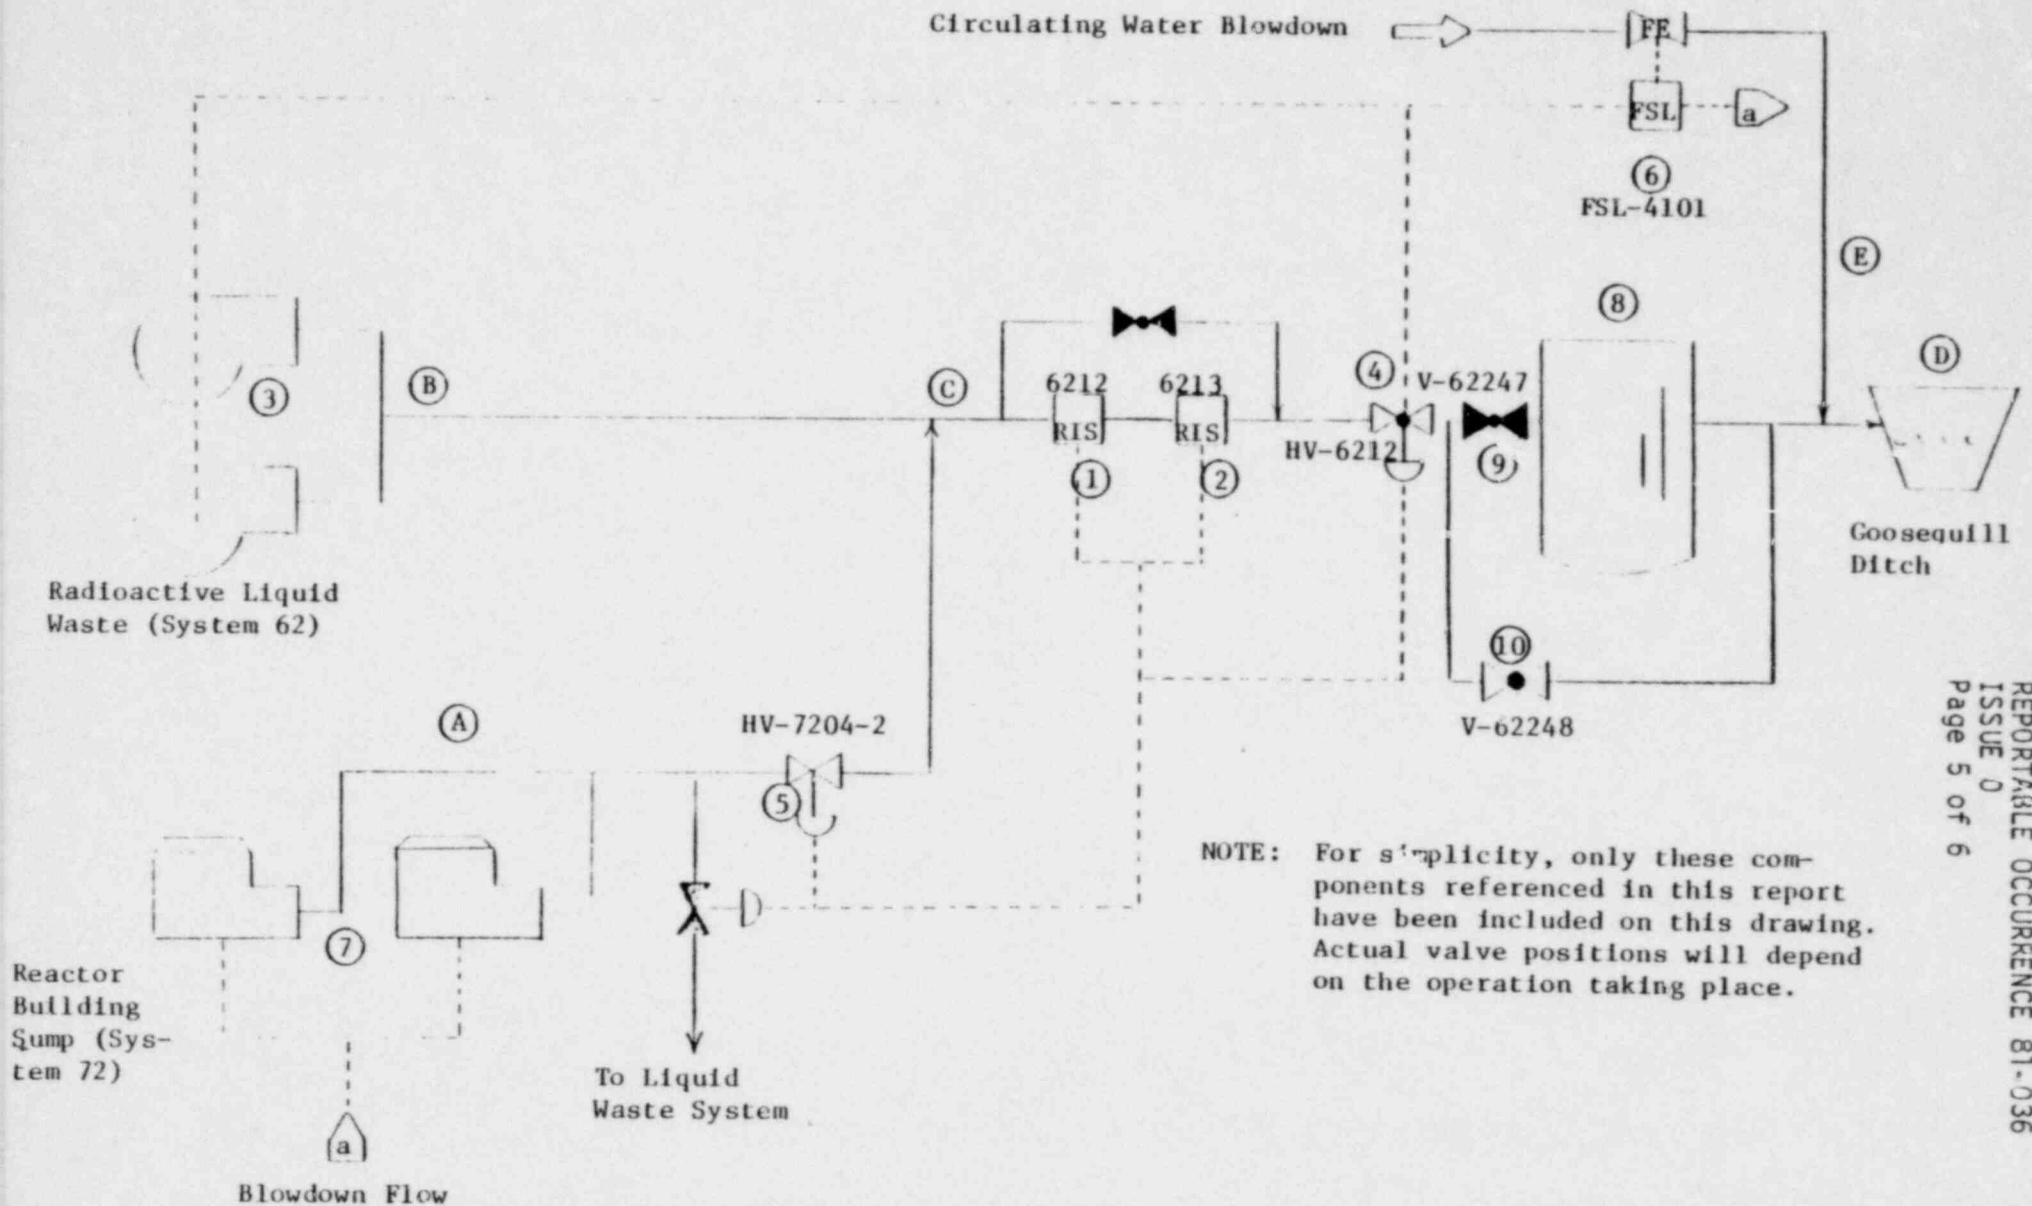 Circulating Water Blowdown
FE
FSL
a
6
FSL-4101
E
8
D
3
B
C
6212
6213
4
V-62247
RIS
RIS
HV-6212
1
2
9
Goosequill
Ditch
Radioactive Liquid
Waste (System 62)
10
V-62248
A
HV-7204-2
5
7
Reactor
Building
Sump (Sys-
tem 72)
To Liquid
Waste System
a
Blowdown Flow
NOTE: For simplicity, only these com-
ponents referenced in this report
have been included on this drawing.
Actual valve positions will depend
on the operation taking place.
REPORTABLE OCCURRENCE 81-036
ISSUE 0
Page 5 of 6